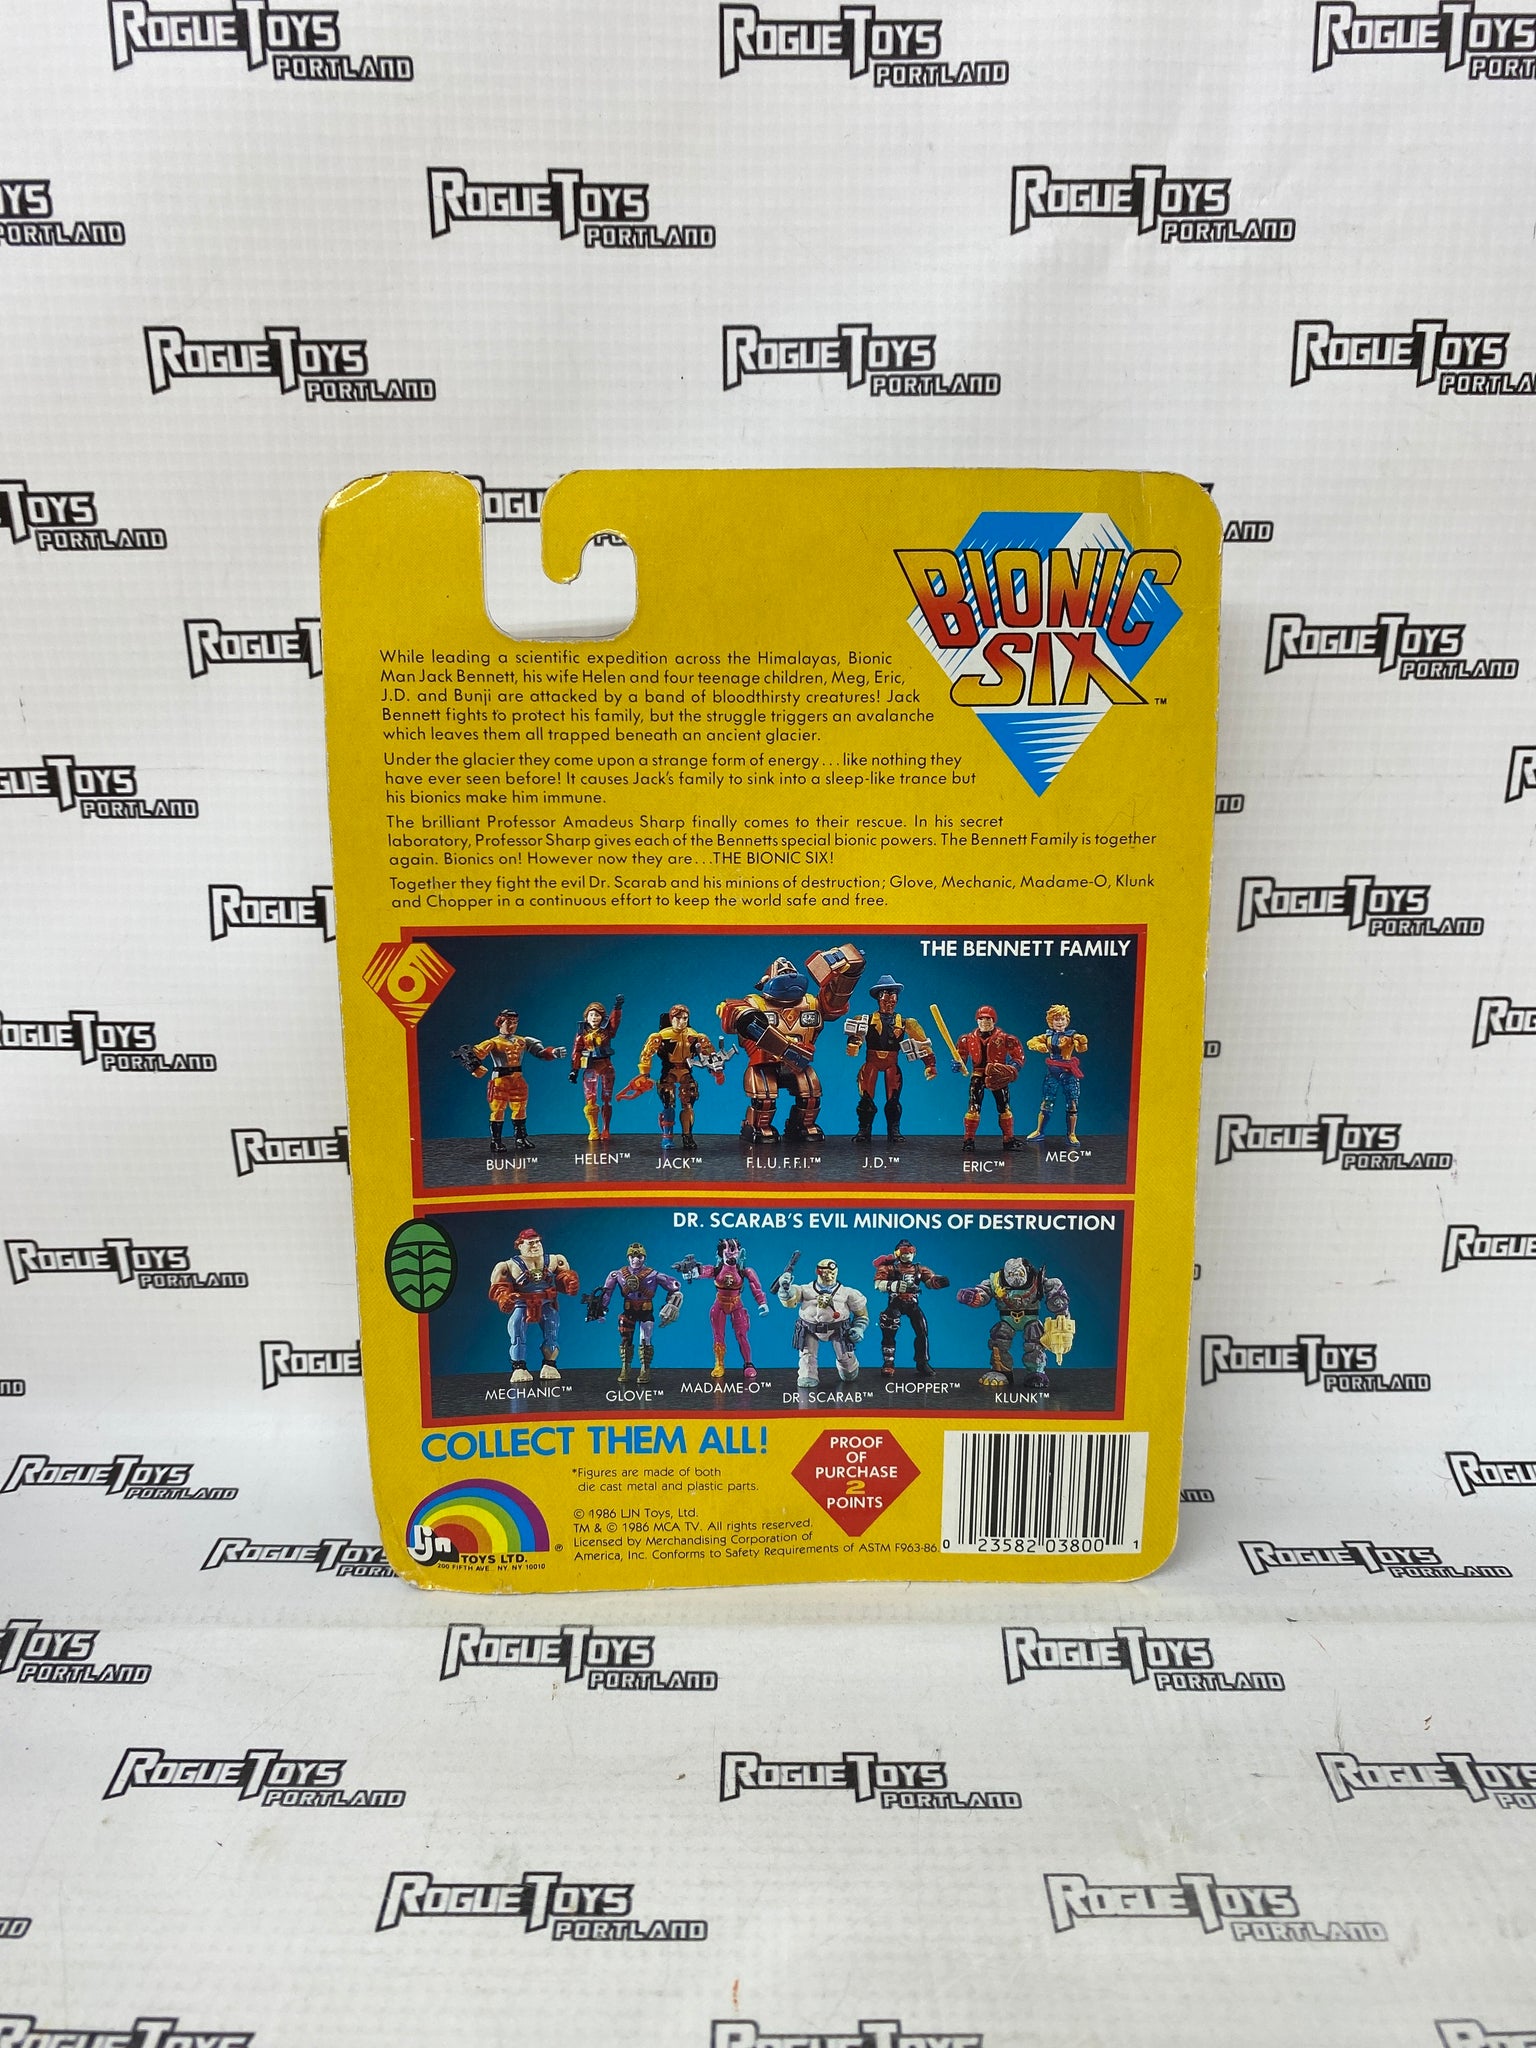 ROGUE TOYS PORTLAND
BIONIC
SIX™
While leading a scientific expedition across the Himalayas, Bionic
Man Jack Bennett, his wife Helen and four teenage children, Meg, Eric,
J.D. and Bunji are attacked by a band of bloodthirsty creatures! Jack
Bennett fights to protect his family, but the struggle triggers an avalanche
which leaves them all trapped beneath an ancient glacier.
Under the glacier they come upon a strange form of energy...like nothing they
have ever seen before! It causes Jack's family to sink into a sleep-like trance but
his bionics make him immune.
The brilliant Professor Amadeus Sharp finally comes to their rescue. In his secret
laboratory, Professor Sharp gives each of the Bennetts special bionic powers. The Bennett Family is together
again. Bionics on! However now they are...THE BIONIC SIX!
Together they fight the evil Dr. Scarab and his minions of destruction; Glove, Mechanic, Madame-O, Klunk
and Chopper in a continuous effort to keep the world safe and free.
6
THE BENNETT FAMILY
BUNJI™ HELEN™ JACK™ F.L.U.F.F.I.™ J.D.™ ERIC™ MEG™
DR. SCARAB'S EVIL MINIONS OF DESTRUCTION
MECHANIC™ GLOVE™ MADAME-O™ DR. SCARAB™ CHOPPER™ KLUNK™
COLLECT THEM ALL!
*Figures are made of both
die cast metal and plastic parts.
© 1986 LJN Toys, Ltd.
TM & © 1986 MCA TV. All rights reserved.
Licensed by Merchandising Corporation of
America, Inc. Conforms to Safety Requirements of ASTM F963-86.
ljn TOYS LTD. ®
200 FIFTH AVE. NY, NY 10010
PROOF
OF
PURCHASE
2
POINTS
0 23582 03800 1